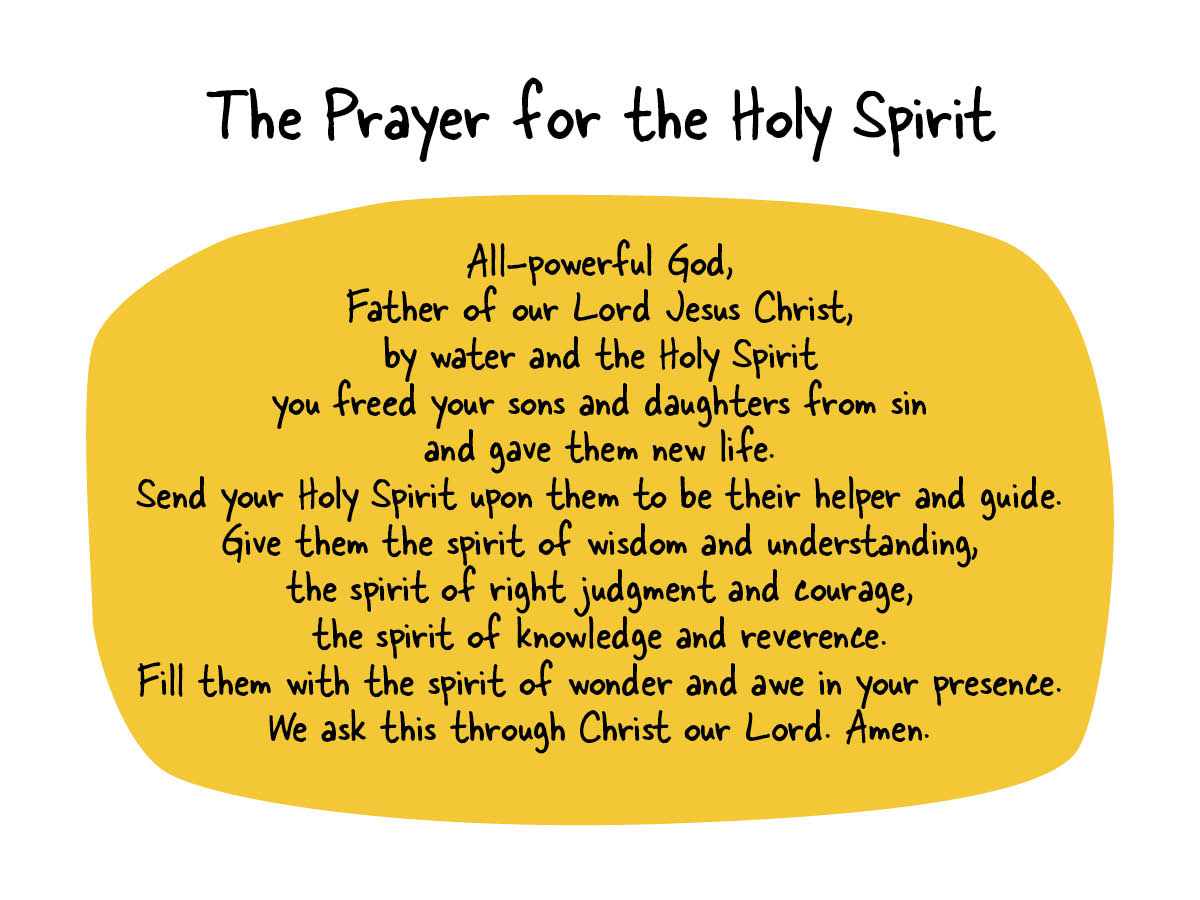 The Prayer for the Holy Spirit
All-powerful God,
Father of our Lord Jesus Christ,
by water and the Holy Spirit
you freed your sons and daughters from sin
and gave them new life.
Send your Holy Spirit upon them to be their helper and guide.
Give them the spirit of wisdom and understanding,
the spirit of right judgment and courage,
the spirit of knowledge and reverence.
Fill them with the spirit of wonder and awe in your presence.
We ask this through Christ our Lord. Amen.